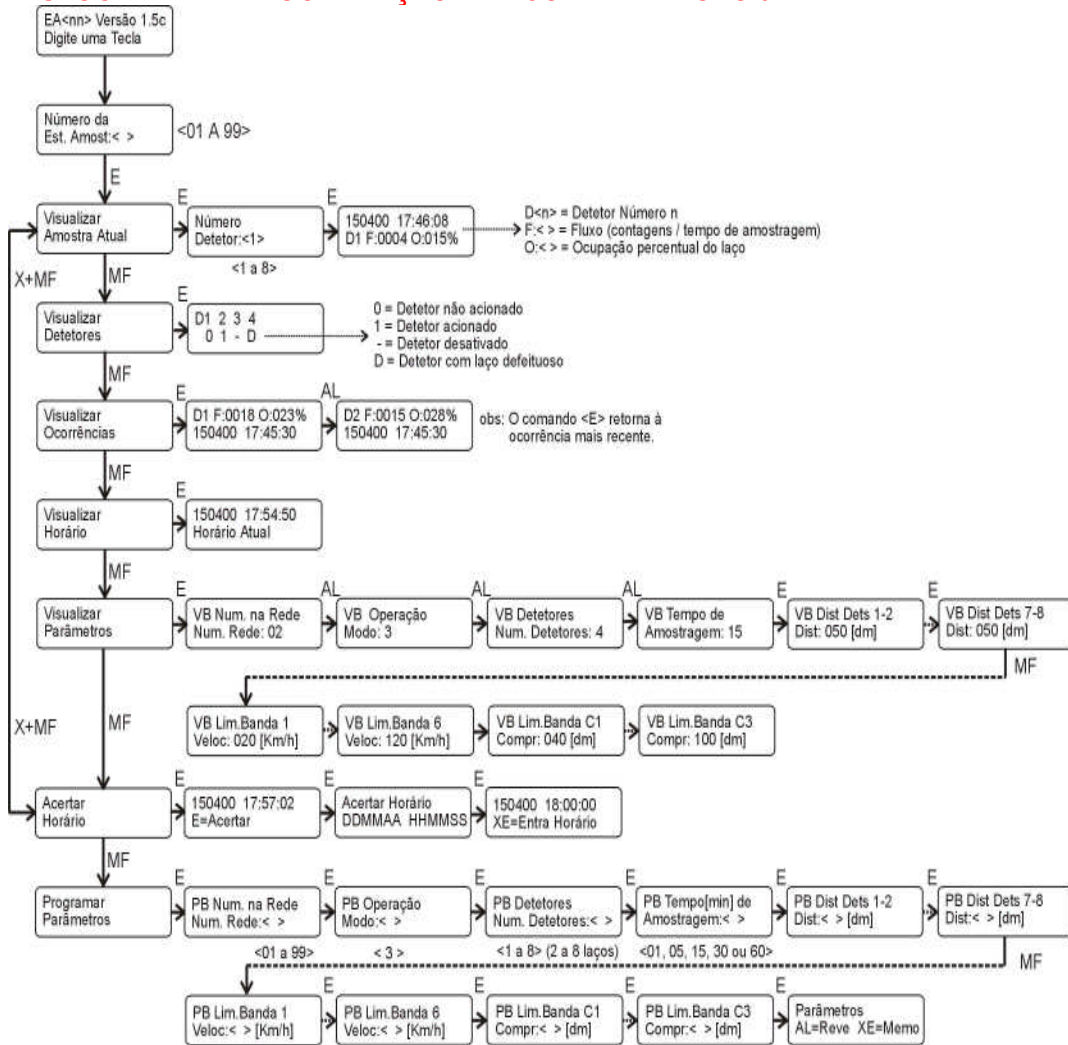 EA<nn> Versão 1.5c
Digite uma Tecla
Número da
Est. Amost:< >
<01 A 99>
E
Visualizar
Amostra Atual
E
Número
Detetor:<1>
<1 a 8>
E
150400 17:46:08
D1 F:0004 O:015%
D<n> = Detetor Número n
F:< > = Fluxo (contagens / tempo de amostragem)
O:< > = Ocupação percentual do laço
X+MF
MF
Visualizar
Detetores
E
D1 2 3 4
0 1 - D
0 = Detetor não acionado
1 = Detetor acionado
- = Detetor desativado
D = Detetor com laço defeituoso
MF
Visualizar
Ocorrências
E
D1 F:0018 O:023%
150400 17:45:30
AL
D2 F:0015 O:028%
150400 17:45:30
obs: O comando <E> retorna à
ocorrência mais recente.
MF
Visualizar
Horário
E
150400 17:54:50
Horário Atual
MF
Visualizar
Parâmetros
E
VB Num. na Rede
Num. Rede: 02
AL
VB Operação
Modo: 3
AL
VB Detetores
Num. Detetores: 4
AL
VB Tempo de
Amostragem: 15
E
VB Dist Dets 1-2
Dist: 050 [dm]
E
VB Dist Dets 7-8
Dist: 050 [dm]
MF
X+MF
MF
VB Lim.Banda 1
Veloc: 020 [Km/h]
VB Lim.Banda 6
Veloc: 120 [Km/h]
VB Lim.Banda C1
Compr: 040 [dm]
VB Lim.Banda C3
Compr: 100 [dm]
Acertar
Horário
E
150400 17:57:02
E=Acertar
E
Acertar Horário
DDMMAA HHMMSS
E
150400 18:00:00
XE=Entra Horário
MF
Programar
Parâmetros
E
PB Num. na Rede
Num. Rede:< >
<01 a 99>
E
PB Operação
Modo:< >
< 3 >
E
PB Detetores
Num. Detetores:< >
<1 a 8> (2 a 8 laços)
E
PB Tempo[min] de
Amostragem:< >
<01, 05, 15, 30 ou 60>
E
PB Dist Dets 1-2
Dist:< > [dm]
E
PB Dist Dets 7-8
Dist:< > [dm]
MF
PB Lim.Banda 1
Veloc:< > [Km/h]
E
PB Lim.Banda 6
Veloc:< > [Km/h]
E
PB Lim.Banda C1
Compr:< > [dm]
E
PB Lim.Banda C3
Compr:< > [dm]
E
Parâmetros
AL=Reve XE=Memo